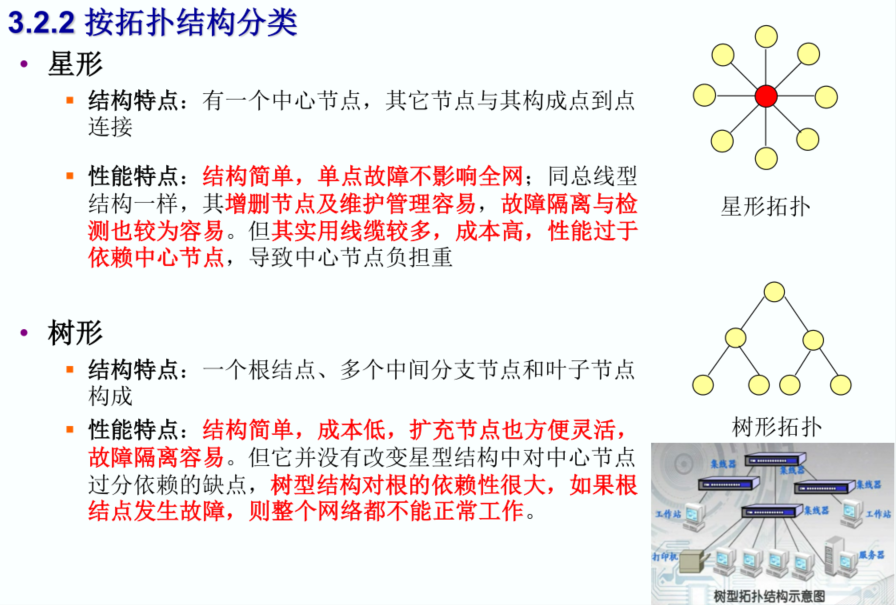 3.2.2 按拓扑结构分类
• 星形
▪ 结构特点：有一个中心节点，其它节点与其构成点到点
连接
▪ 性能特点：结构简单，单点故障不影响全网；同总线型
结构一样，其增删节点及维护管理容易，故障隔离与检
测也较为容易。但其实用线缆较多，成本高，性能过于
依赖中心节点，导致中心节点负担重
星形拓扑
• 树形
▪ 结构特点：一个根结点、多个中间分支节点和叶子节点
构成
▪ 性能特点：结构简单，成本低，扩充节点也方便灵活，
故障隔离容易。但它并没有改变星型结构中对中心节点
过分依赖的缺点，树型结构对根的依赖性很大，如果根
结点发生故障，则整个网络都不能正常工作。
树形拓扑
集线器
集线器
集线器
工作站
集线器
工作站
打印机
服务器
树型拓扑结构示意图